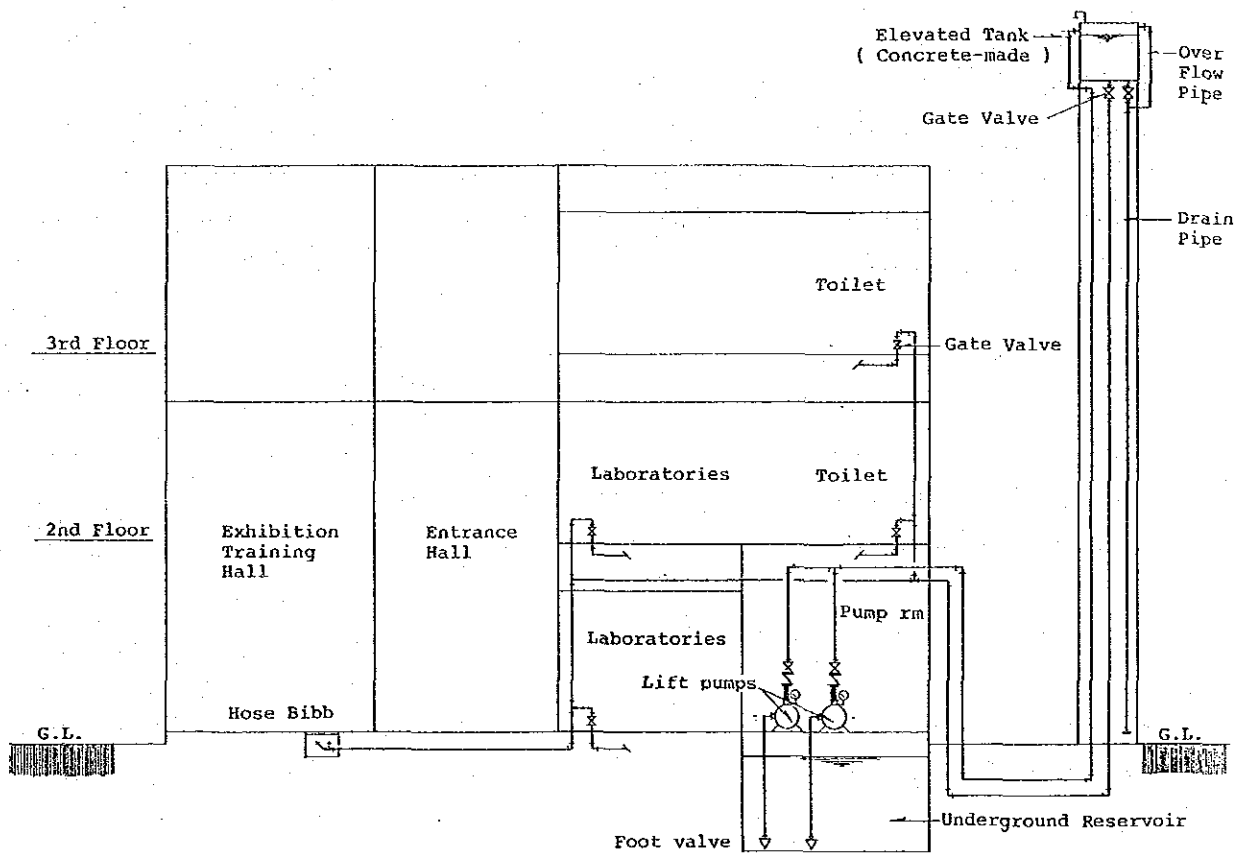 Elevated Tank
( Concrete-made )
Over
Flow
Pipe
Gate Valve
Drain
Pipe
Toilet
3rd Floor
Gate Valve
Laboratories
Toilet
2nd Floor
Exhibition
Training
Hall
Entrance
Hall
Pump rm
Laboratories
Lift pumps
Hose Bibb
G.L.
G.L.
Underground Reservoir
Foot valve